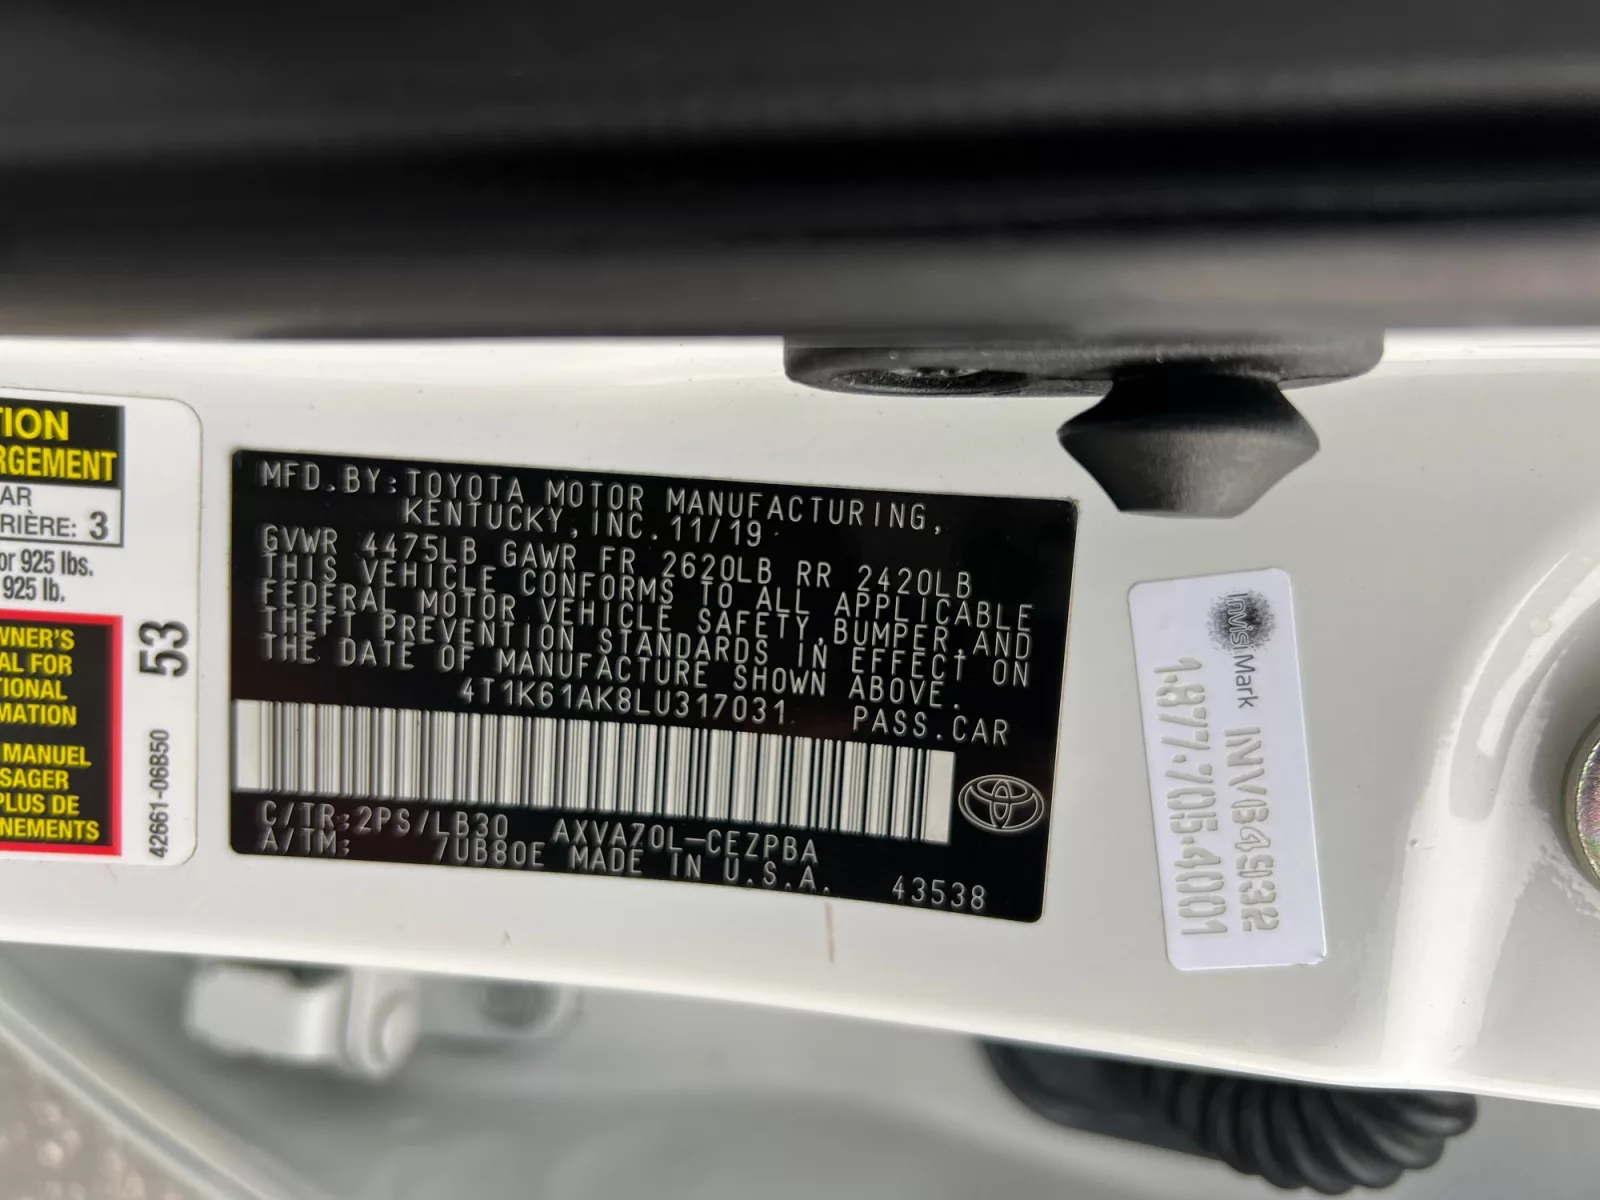 TION
RGEMENT
AR
RIÈRE: 3
or 925 lbs.
925 lb.
WNER'S
AL FOR
TIONAL
MATION
MANUEL
SAGER
PLUS DE
NEMENTS
53
42661-06B50
MFD.BY:TOYOTA MOTOR MANUFACTURING,
KENTUCKY,INC.11/19
GVWR 4475LB GAWR FR 2620LB RR 2420LB
THIS VEHICLE CONFORMS TO ALL APPLICABLE
FEDERAL MOTOR VEHICLE SAFETY,BUMPER,AND
THEFT PREVENTION STANDARDS IN EFFECT ON
THE DATE OF MANUFACTURE SHOWN ABOVE.
4T1K61AK8LU317031 PASS.CAR
C/TR:2PS/LB30 AXVA70L-CEZPBA
A/TM: 7UB80E MADE IN U.S.A.
43538
InvisiMark
1.877.705.4001